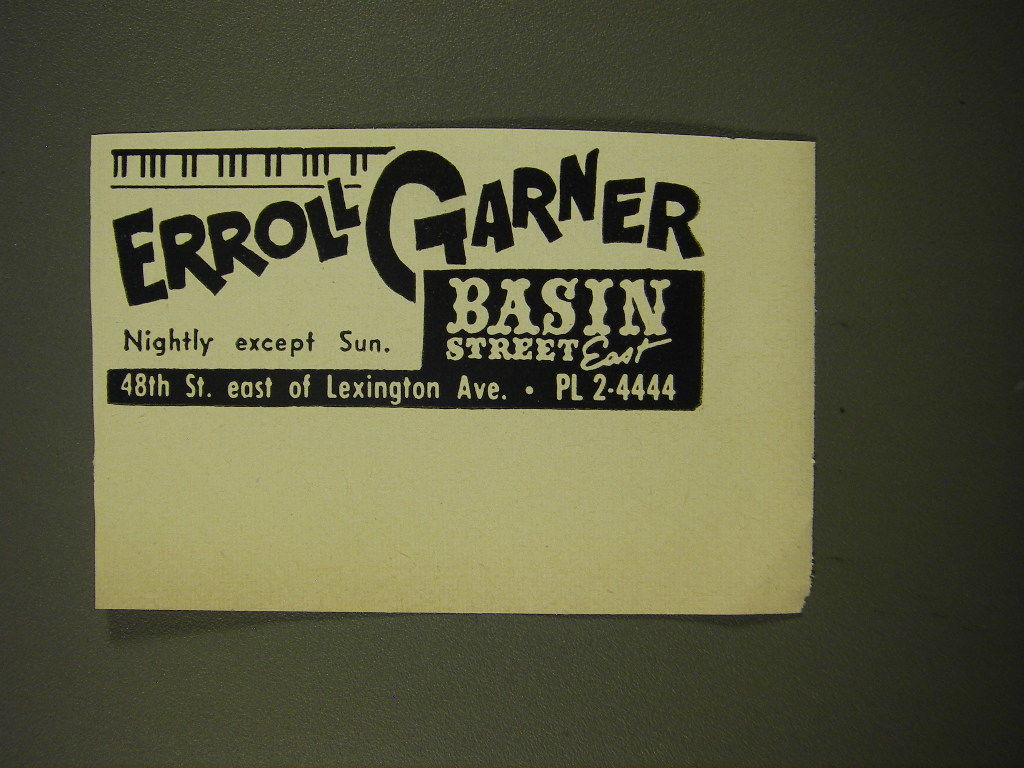 ERROLL GARNER
BASIN
STREET East
Nightly except Sun.
48th St. east of Lexington Ave. • PL 2-4444